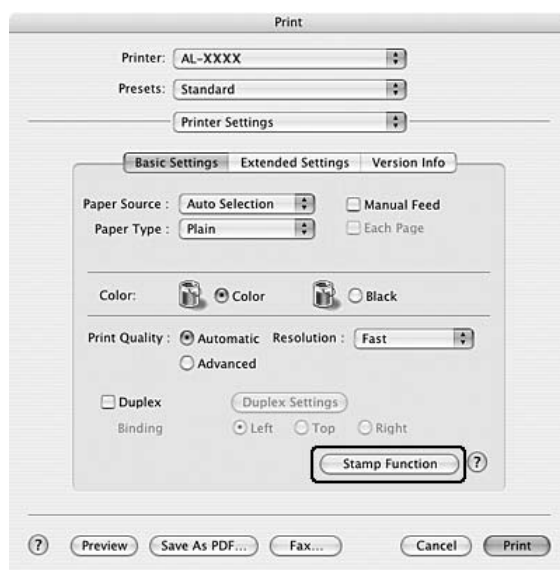 Print
Printer: AL-XXXX
Presets: Standard
Printer Settings
Basic Settings Extended Settings Version Info
Paper Source : Auto Selection Manual Feed
Paper Type : Plain Each Page
Color: Color Black
Print Quality : Automatic Resolution : Fast
Advanced
Duplex Duplex Settings
Binding Left Top Right
Stamp Function ?
? Preview Save As PDF... Fax... Cancel Print